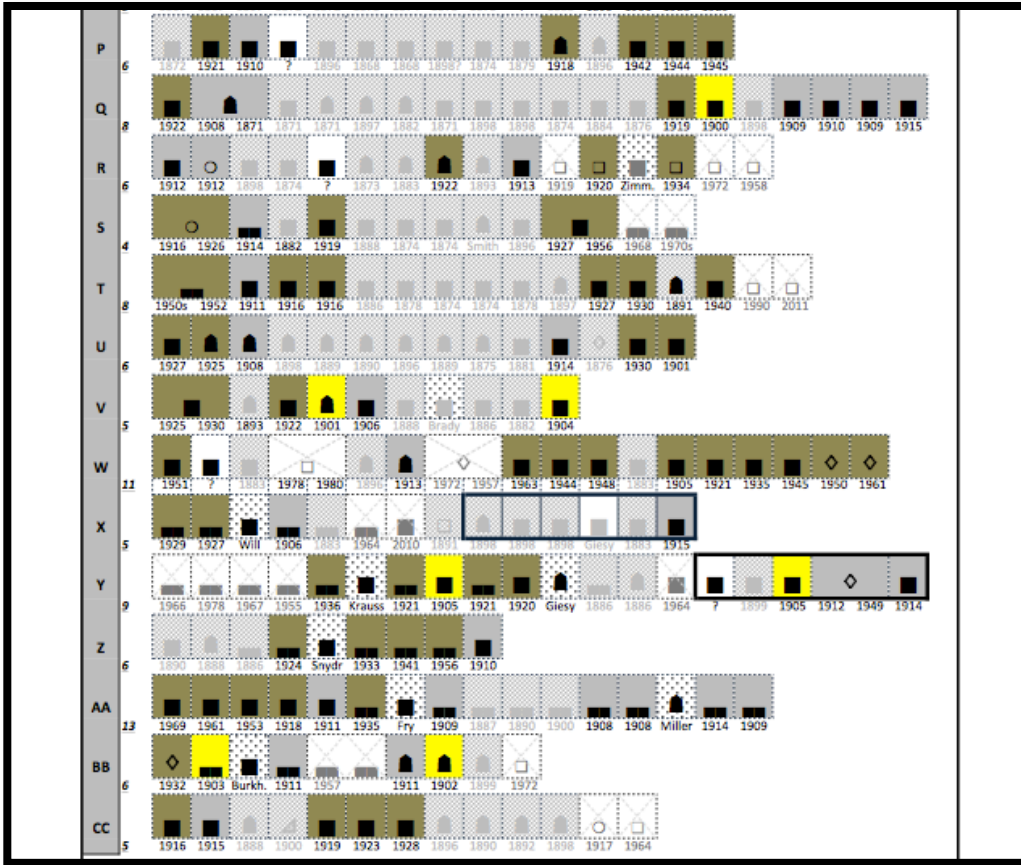 P
6 1872 1921 1910 ? 1896 1868 1868 1898? 1874 1879 1918 1896 1942 1944 1945
Q
8 1922 1908 1871 1871 1871 1897 1882 1871 1898 1898 1874 1884 1876 1919 1900 1898 1909 1910 1909 1915
R
6 1912 1912 1898 1874 ? 1873 1883 1922 1893 1913 1919 1920 Zimm. 1934 1972 1958
S
4 1916 1926 1914 1882 1919 1888 1874 1874 Smith 1896 1927 1956 1968 1970s
T
8 1950s 1952 1911 1916 1916 1886 1878 1874 1874 1878 1897 1927 1930 1891 1940 1990 2011
U
6 1927 1925 1908 1898 1889 1890 1896 1889 1875 1881 1914 1876 1930 1901
V
5 1925 1930 1893 1922 1901 1906 1888 Brady 1886 1882 1904
W
11 1951 ? 1883 1978 1980 1896 1913 1972 1957 1963 1944 1948 1883 1905 1921 1935 1945 1950 1961
X
5 1929 1927 Will 1906 1883 1964 2010 1891 1898 1898 1898 Giesy 1883 1915
Y
9 1966 1978 1967 1955 1936 Krauss 1921 1905 1921 1920 Giesy 1886 1886 1964 ? 1899 1905 1912 1949 1914
Z
6 1890 1888 1886 1924 Snydr 1933 1941 1956 1910
AA
13 1969 1961 1953 1918 1911 1935 Fry 1909 1887 1890 1900 1908 1908 Miller 1914 1909
BB
6 1932 1903 Burkh. 1911 1957 1911 1902 1899 1972
CC
5 1916 1915 1888 1900 1919 1923 1928 1896 1890 1892 1898 1917 1964